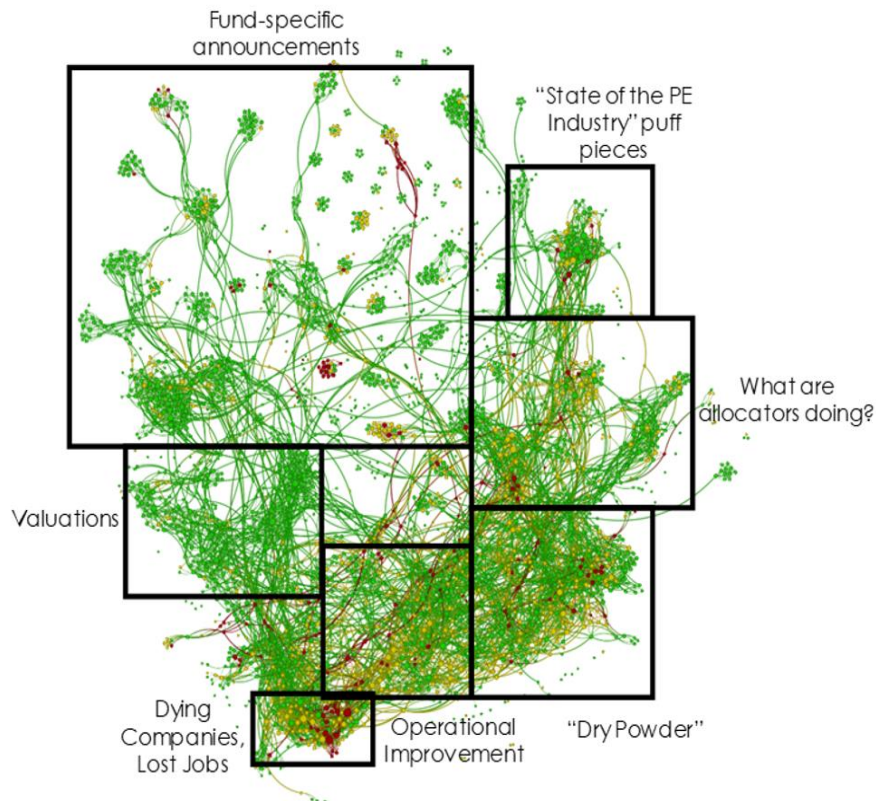 Fund-specific
announcements
“State of the PE
Industry” puff
pieces
What are
allocators doing?
Valuations
Dying
Companies,
Lost Jobs
Operational
Improvement
“Dry Powder”